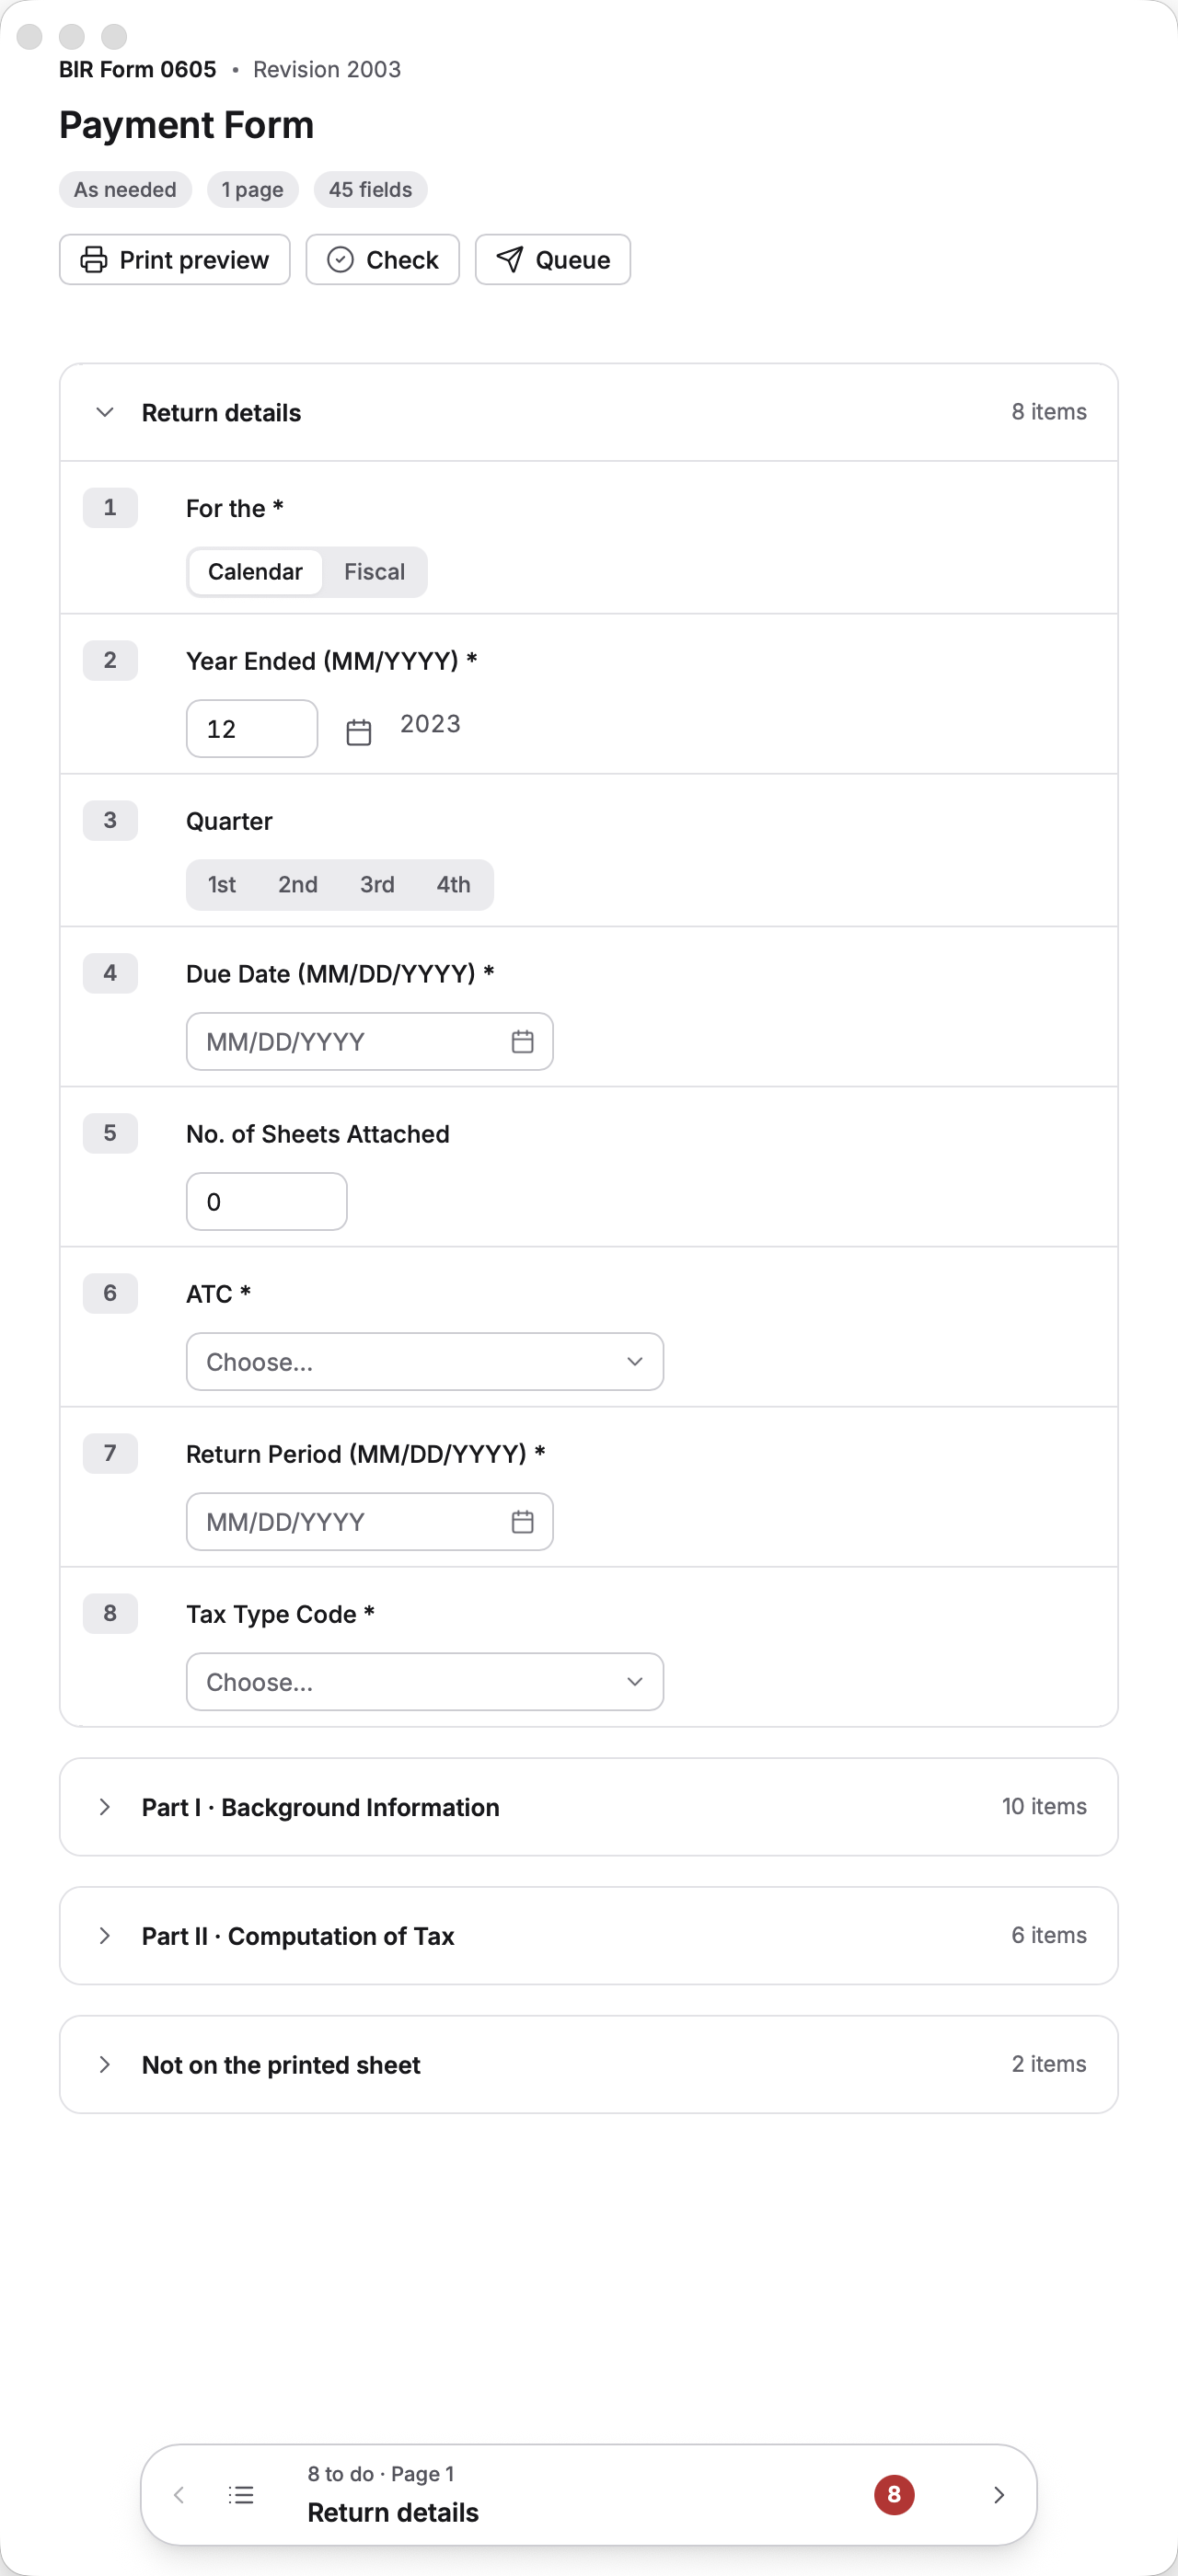 BIR Form 0605 • Revision 2003
Payment Form
As needed 1 page 45 fields
Print preview Check Queue
Return details 8 items
1 For the *
Calendar Fiscal
2 Year Ended (MM/YYYY) *
12 2023
3 Quarter
1st 2nd 3rd 4th
4 Due Date (MM/DD/YYYY) *
MM/DD/YYYY
5 No. of Sheets Attached
0
6 ATC *
Choose...
7 Return Period (MM/DD/YYYY) *
MM/DD/YYYY
8 Tax Type Code *
Choose...
Part I · Background Information 10 items
Part II · Computation of Tax 6 items
Not on the printed sheet 2 items
8 to do · Page 1
Return details 8